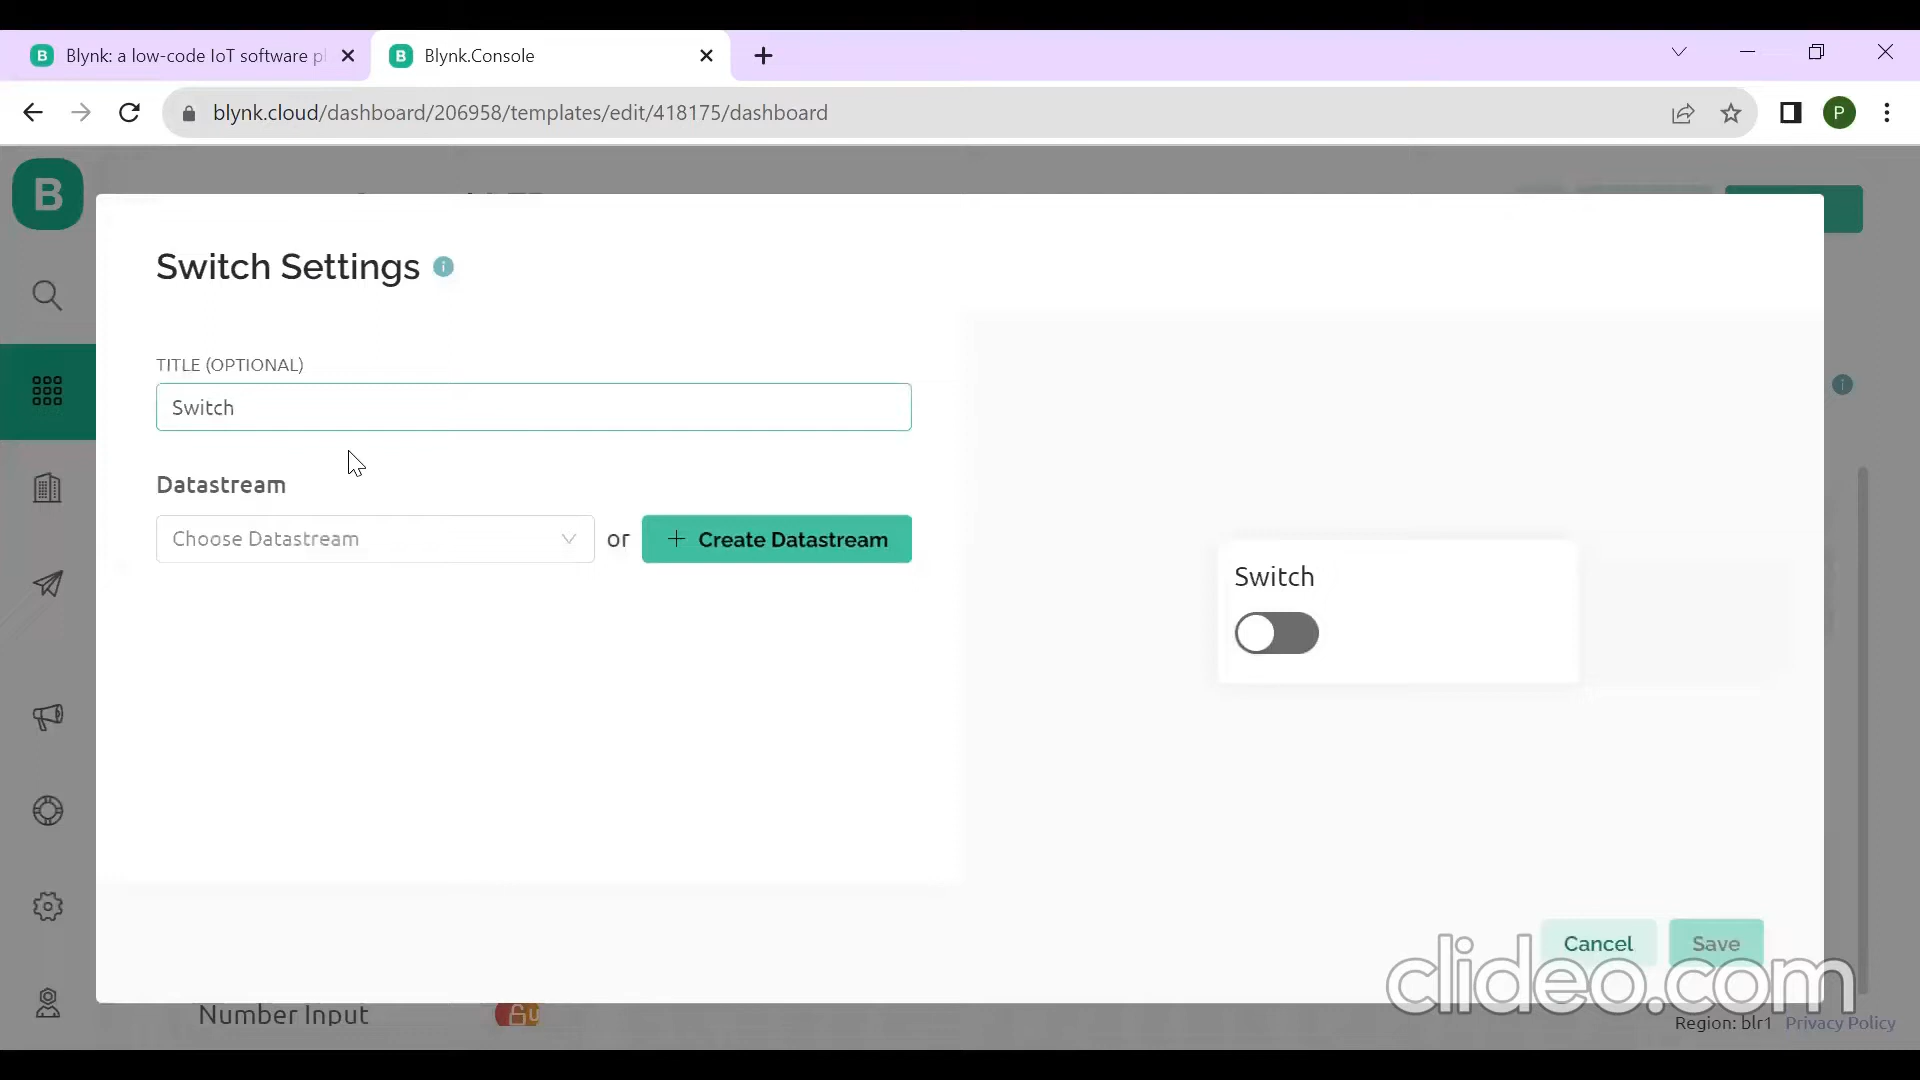 B Blynk: a low-code IoT software pl
B Blynk.Console
blynk.cloud/dashboard/206958/templates/edit/418175/dashboard
P
B
Switch Settings i
TITLE (OPTIONAL)
Switch
Datastream
Choose Datastream or + Create Datastream
Switch
Cancel Save
clideo.com
Number Input
Region: blr1 Privacy Policy